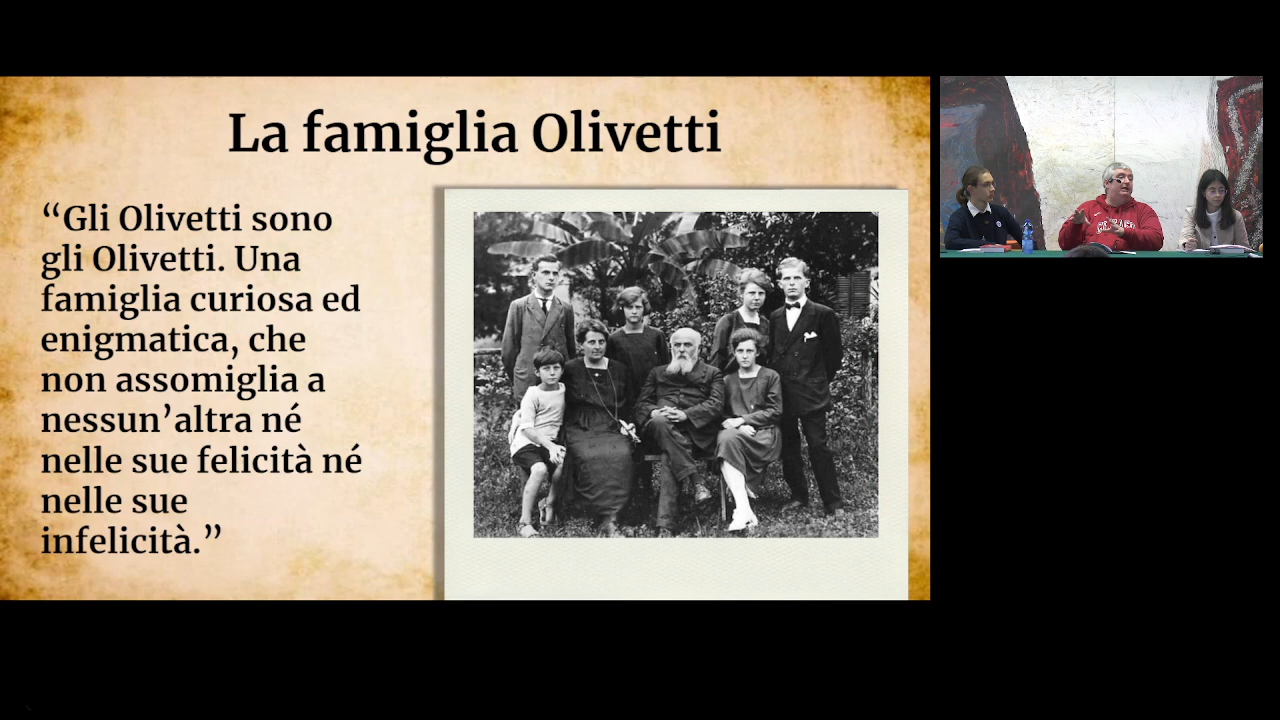 La famiglia Olivetti
“Gli Olivetti sono
gli Olivetti. Una
famiglia curiosa ed
enigmatica, che
non assomiglia a
nessun’altra né
nelle sue felicità né
nelle sue
infelicità.”